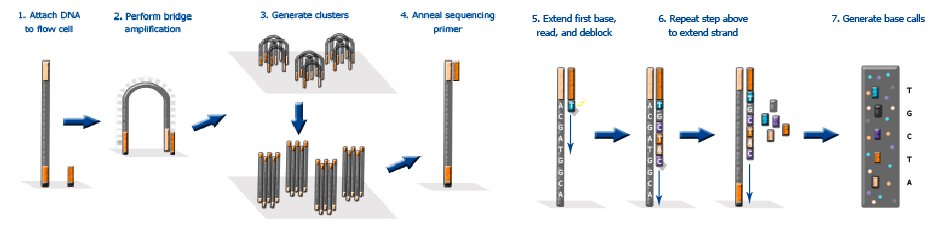 1. Attach DNA
to flow cell
2. Perform bridge
amplification
3. Generate clusters
4. Anneal sequencing
primer
5. Extend first base,
read, and deblock
6. Repeat step above
to extend strand
7. Generate base calls
A
C
G
A
T
G
G
C
A
T
A
C
G
A
T
G
G
C
A
T
G
C
T
A
C
T
G
C
T
A
C
T
G
C
T
A